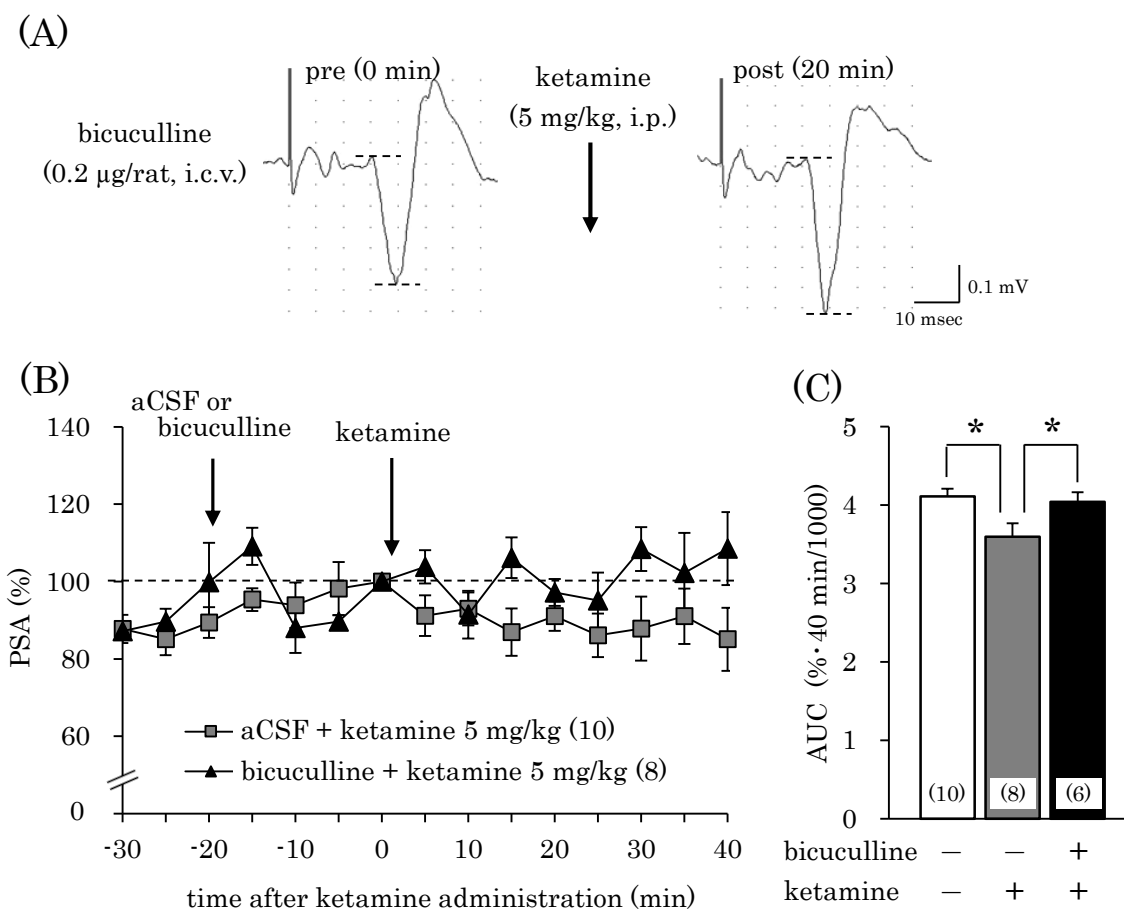 (A)
pre (0 min)
ketamine
(5 mg/kg, i.p.)
post (20 min)
bicuculline
(0.2 µg/rat, i.c.v.)
0.1 mV
10 msec
(B)
aCSF or
bicuculline
ketamine
140
120
100
80
60
0
PSA (%)
aCSF + ketamine 5 mg/kg (10)
bicuculline + ketamine 5 mg/kg (8)
-30 -20 -10 0 10 20 30 40
time after ketamine administration (min)
(C)
* *
5
4
3
2
1
0
AUC (%· 40 min/1000)
(10) (8) (6)
bicuculline − − +
ketamine − + +